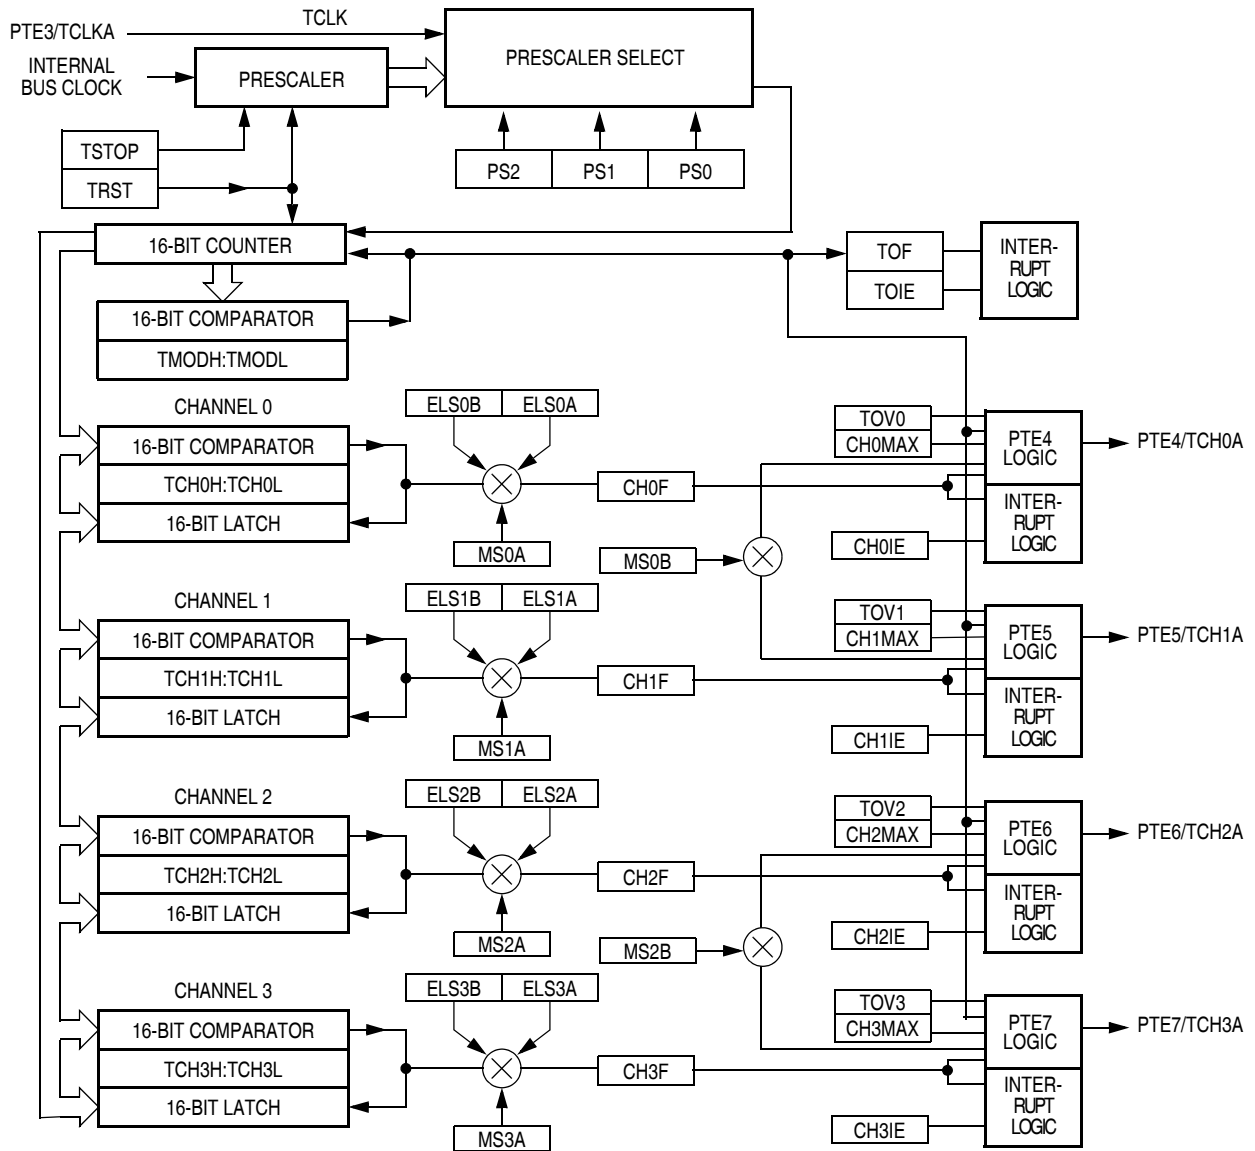 TCLK
PTE3/TCLKA
INTERNAL
BUS CLOCK
PRESCALER
PRESCALER SELECT
TSTOP
TRST
PS2
PS1
PS0
16-BIT COUNTER
16-BIT COMPARATOR
TMODH:TMODL
TOF
TOIE
INTER-
RUPT
LOGIC
CHANNEL 0
16-BIT COMPARATOR
TCH0H:TCH0L
16-BIT LATCH
ELS0B
ELS0A
MS0A
CH0F
MS0B
TOV0
CH0MAX
CH0IE
PTE4
LOGIC
INTER-
RUPT
LOGIC
PTE4/TCH0A
CHANNEL 1
16-BIT COMPARATOR
TCH1H:TCH1L
16-BIT LATCH
ELS1B
ELS1A
MS1A
CH1F
TOV1
CH1MAX
CH1IE
PTE5
LOGIC
INTER-
RUPT
LOGIC
PTE5/TCH1A
CHANNEL 2
16-BIT COMPARATOR
TCH2H:TCH2L
16-BIT LATCH
ELS2B
ELS2A
MS2A
CH2F
MS2B
TOV2
CH2MAX
CH2IE
PTE6
LOGIC
INTER-
RUPT
LOGIC
PTE6/TCH2A
CHANNEL 3
16-BIT COMPARATOR
TCH3H:TCH3L
16-BIT LATCH
ELS3B
ELS3A
MS3A
CH3F
TOV3
CH3MAX
CH3IE
PTE7
LOGIC
INTER-
RUPT
LOGIC
PTE7/TCH3A